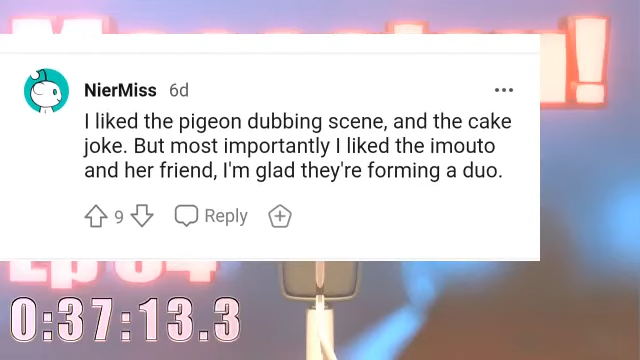 NierMiss 6d
I liked the pigeon dubbing scene, and the cake
joke. But most importantly I liked the imouto
and her friend, I'm glad they're forming a duo.
9 Reply
0:37:13.3